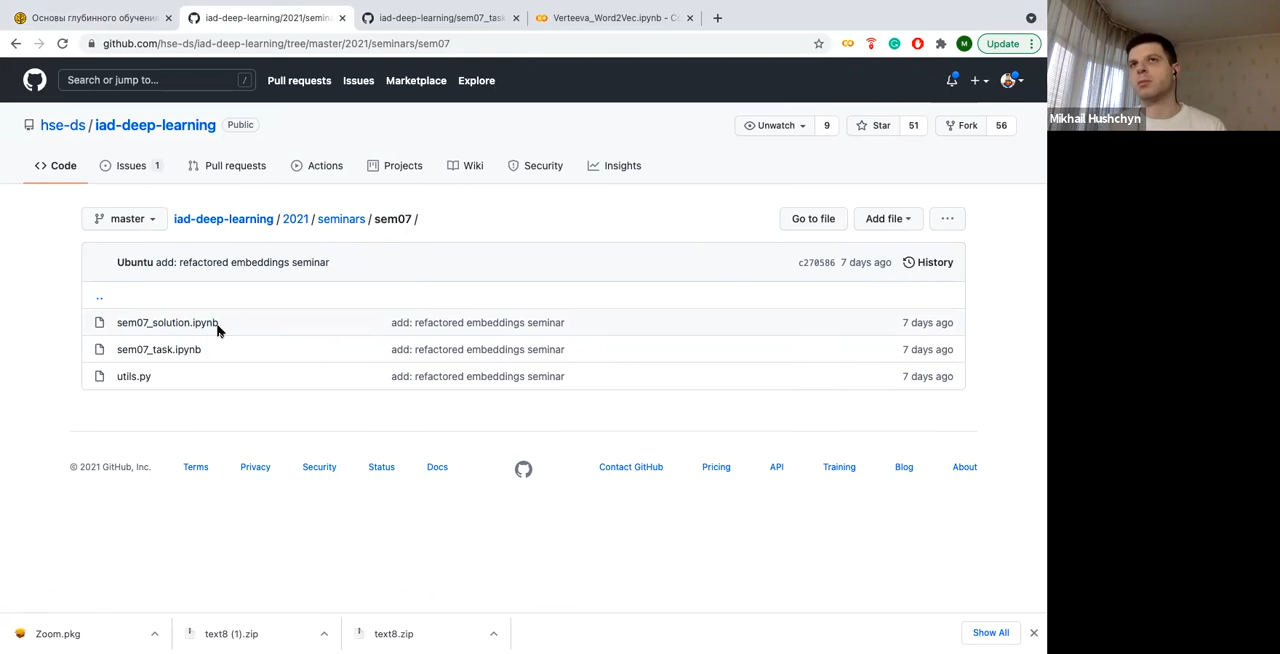 Основы глубинного обучени
iad-deep-learning/2021/semina
iad-deep-learning/sem07_task
Verteeva_Word2Vec.ipynb - Co
github.com/hse-ds/iad-deep-learning/tree/master/2021/seminars/sem07
M
Update
Search or jump to...
/
Pull requests
Issues
Marketplace
Explore
Mikhail Hushchyn
hse-ds / iad-deep-learning
Public
Unwatch
9
Star
51
Fork
56
Code
Issues 1
Pull requests
Actions
Projects
Wiki
Security
Insights
master
iad-deep-learning / 2021 / seminars / sem07 /
Go to file
Add file
...
Ubuntu add: refactored embeddings seminar
c270586 7 days ago
History
..
sem07_solution.ipynb add: refactored embeddings seminar 7 days ago
sem07_task.ipynb add: refactored embeddings seminar 7 days ago
utils.py add: refactored embeddings seminar 7 days ago
© 2021 GitHub, Inc.
Terms
Privacy
Security
Status
Docs
Contact GitHub
Pricing
API
Training
Blog
About
Zoom.pkg
text8 (1).zip
text8.zip
Show All